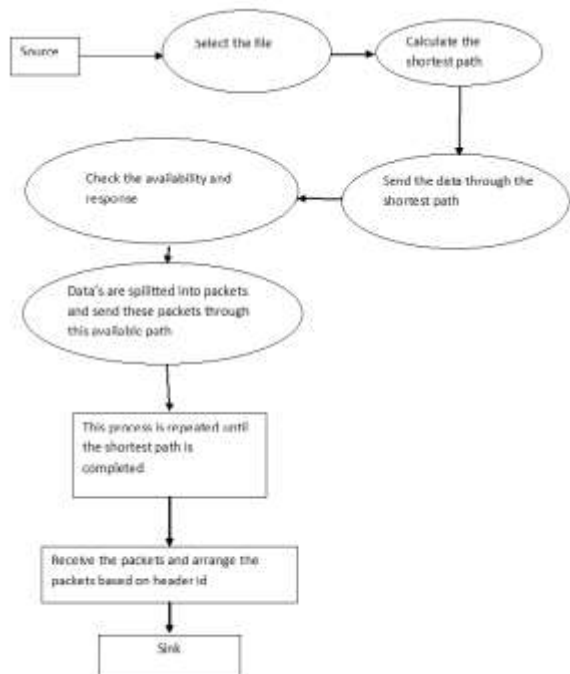 Source
Select the file
Calculate the
shortest path
Send the data through the
shortest path
Check the availability and
response
Data's are splitted into packets
and send these packets through
this available path
This process is repeated until
the shortest path is
completed
Receive the packets and arrange the
packets based on header id
Sink